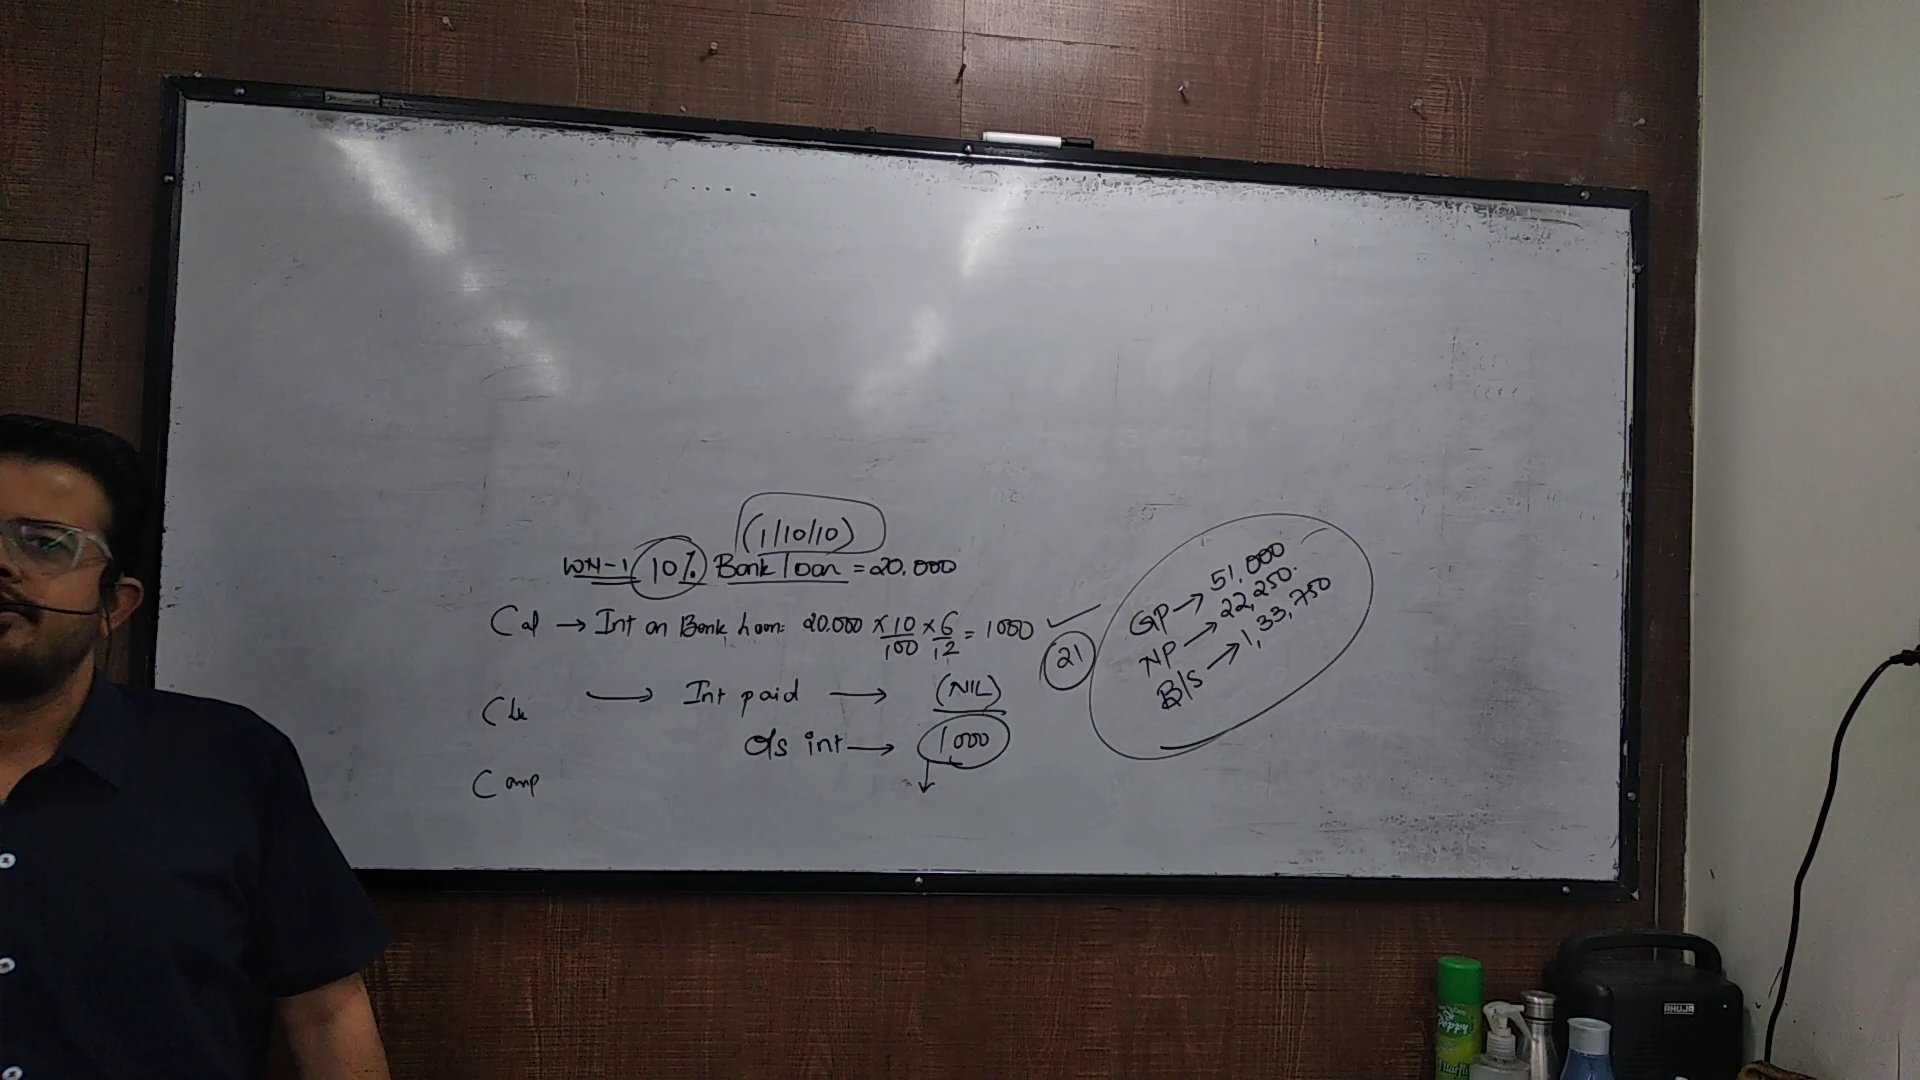 (1/10/10)
WN-1 10% Bank loan = 20,000
Cal → Int on Bank Loan: 20,000 × 10/100 × 6/12 = 1000 ✓
→ Int paid → (NIL)
O/s int → 1000
Comp
21
GP → 51,000
NP → 22,250.
B/S → 1,33,750
AHUJA